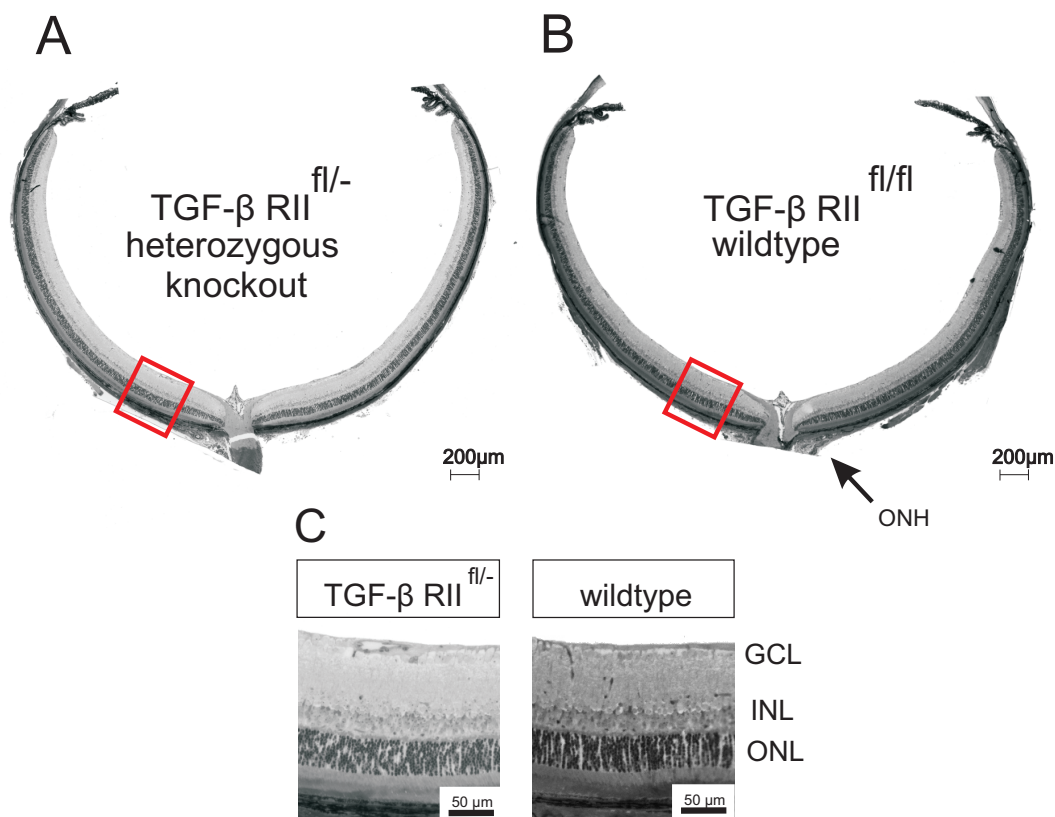 A
B
TGF-β RII fl/-
heterozygous
knockout
TGF-β RII fl/fl
wildtype
200µm
200µm
ONH
C
TGF-β RII fl/-
wildtype
GCL
INL
ONL
50 µm
50 µm